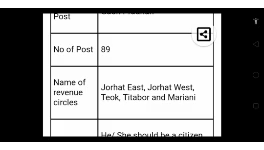 Post
No of Post 89
Name of
revenue
circles
Jorhat East, Jorhat West,
Teok, Titabor and Mariani
He/ She should be a citizen